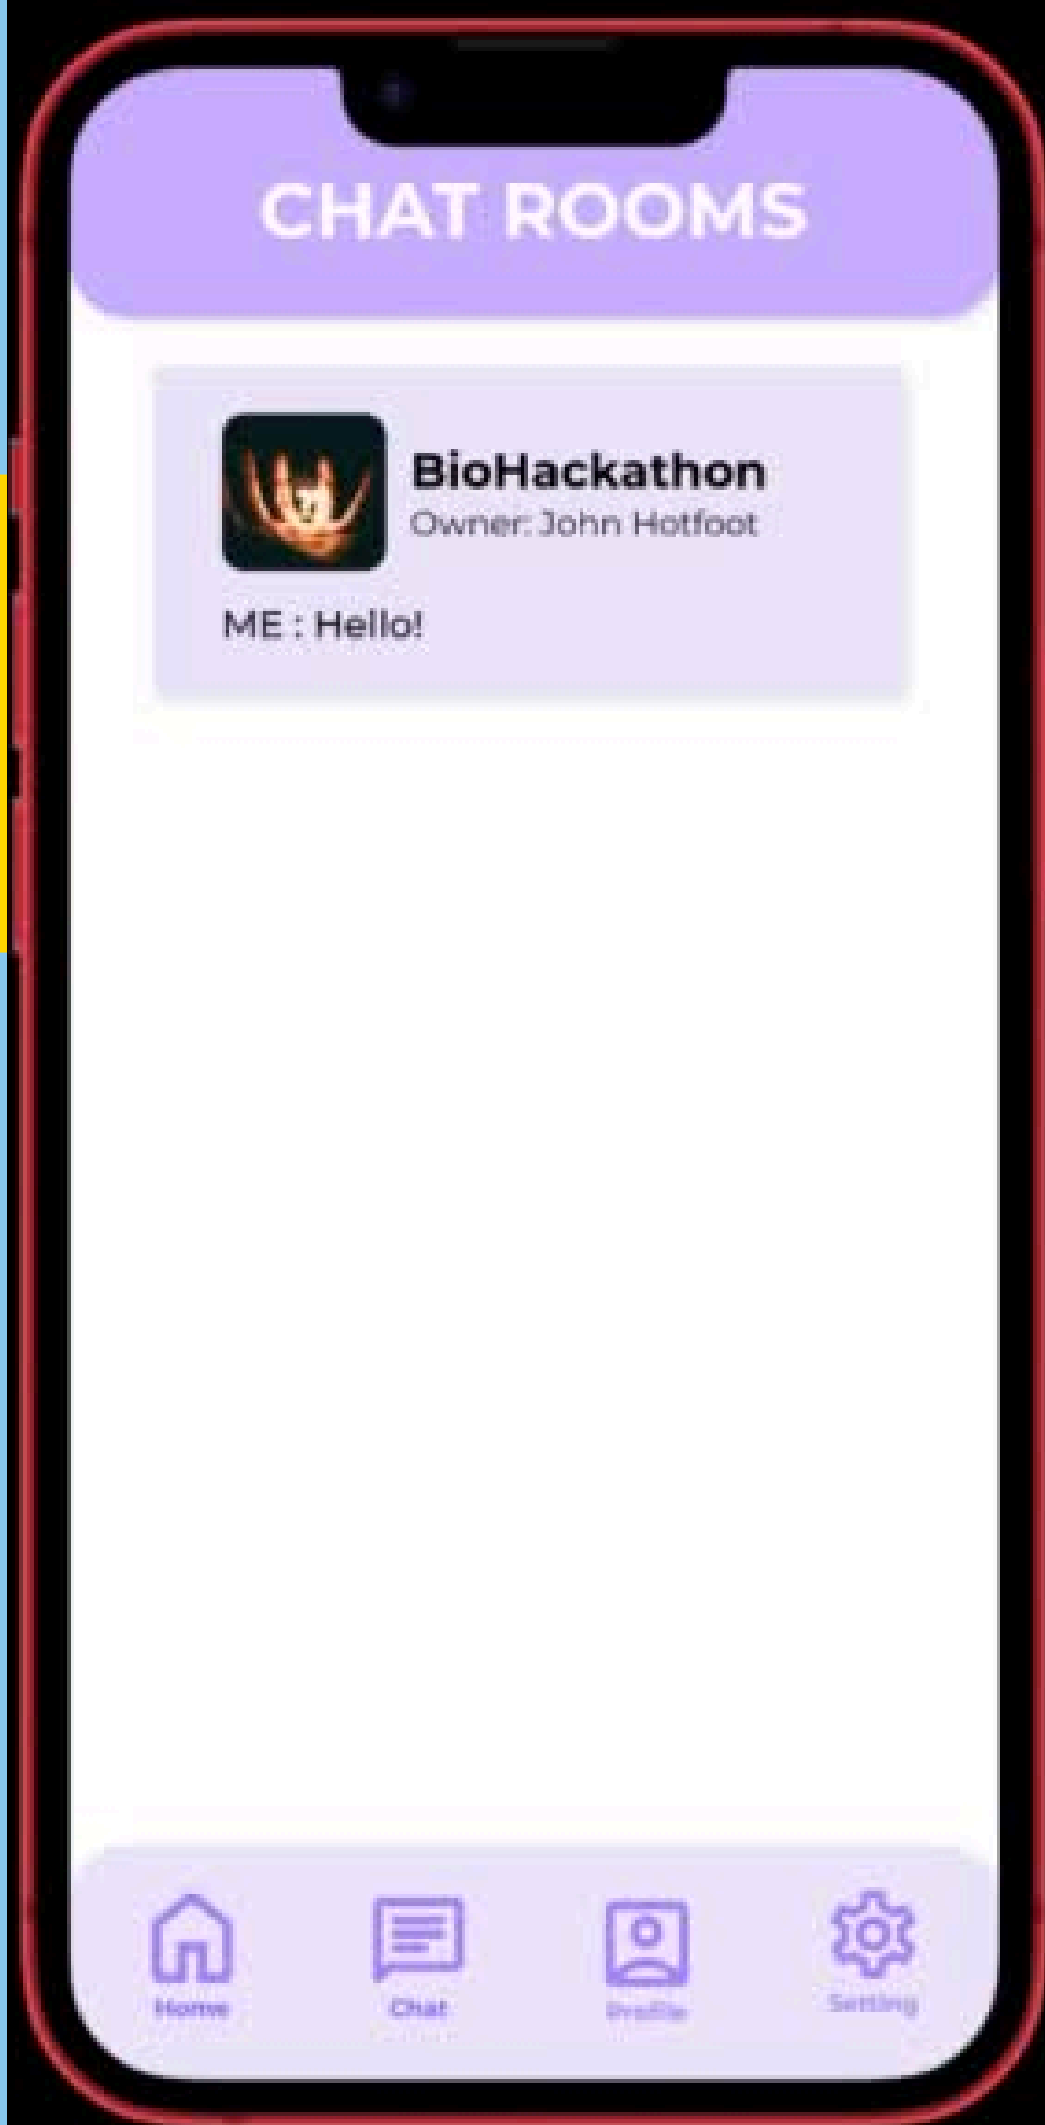 CHAT ROOMS
BioHackathon
Owner: John Hotfoot
ME : Hello!
Home
Chat
Profile
Setting